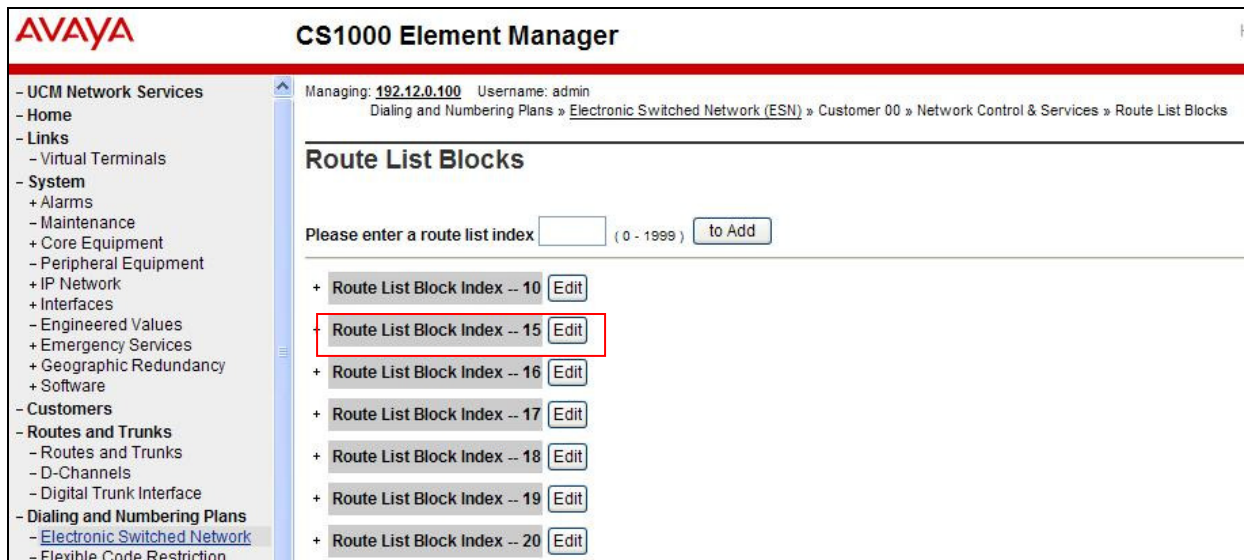 AVAYA
CS1000 Element Manager
– UCM Network Services
– Home
– Links
– Virtual Terminals
– System
+ Alarms
– Maintenance
+ Core Equipment
– Peripheral Equipment
+ IP Network
+ Interfaces
– Engineered Values
+ Emergency Services
+ Geographic Redundancy
+ Software
– Customers
– Routes and Trunks
– Routes and Trunks
– D-Channels
– Digital Trunk Interface
– Dialing and Numbering Plans
– Electronic Switched Network
– Flexible Code Restriction
Managing: 192.12.0.100 Username: admin
Dialing and Numbering Plans » Electronic Switched Network (ESN) » Customer 00 » Network Control & Services » Route List Blocks
Route List Blocks
Please enter a route list index ( 0 - 1999 ) to Add
+ Route List Block Index -- 10 Edit
+ Route List Block Index -- 15 Edit
+ Route List Block Index -- 16 Edit
+ Route List Block Index -- 17 Edit
+ Route List Block Index -- 18 Edit
+ Route List Block Index -- 19 Edit
+ Route List Block Index -- 20 Edit